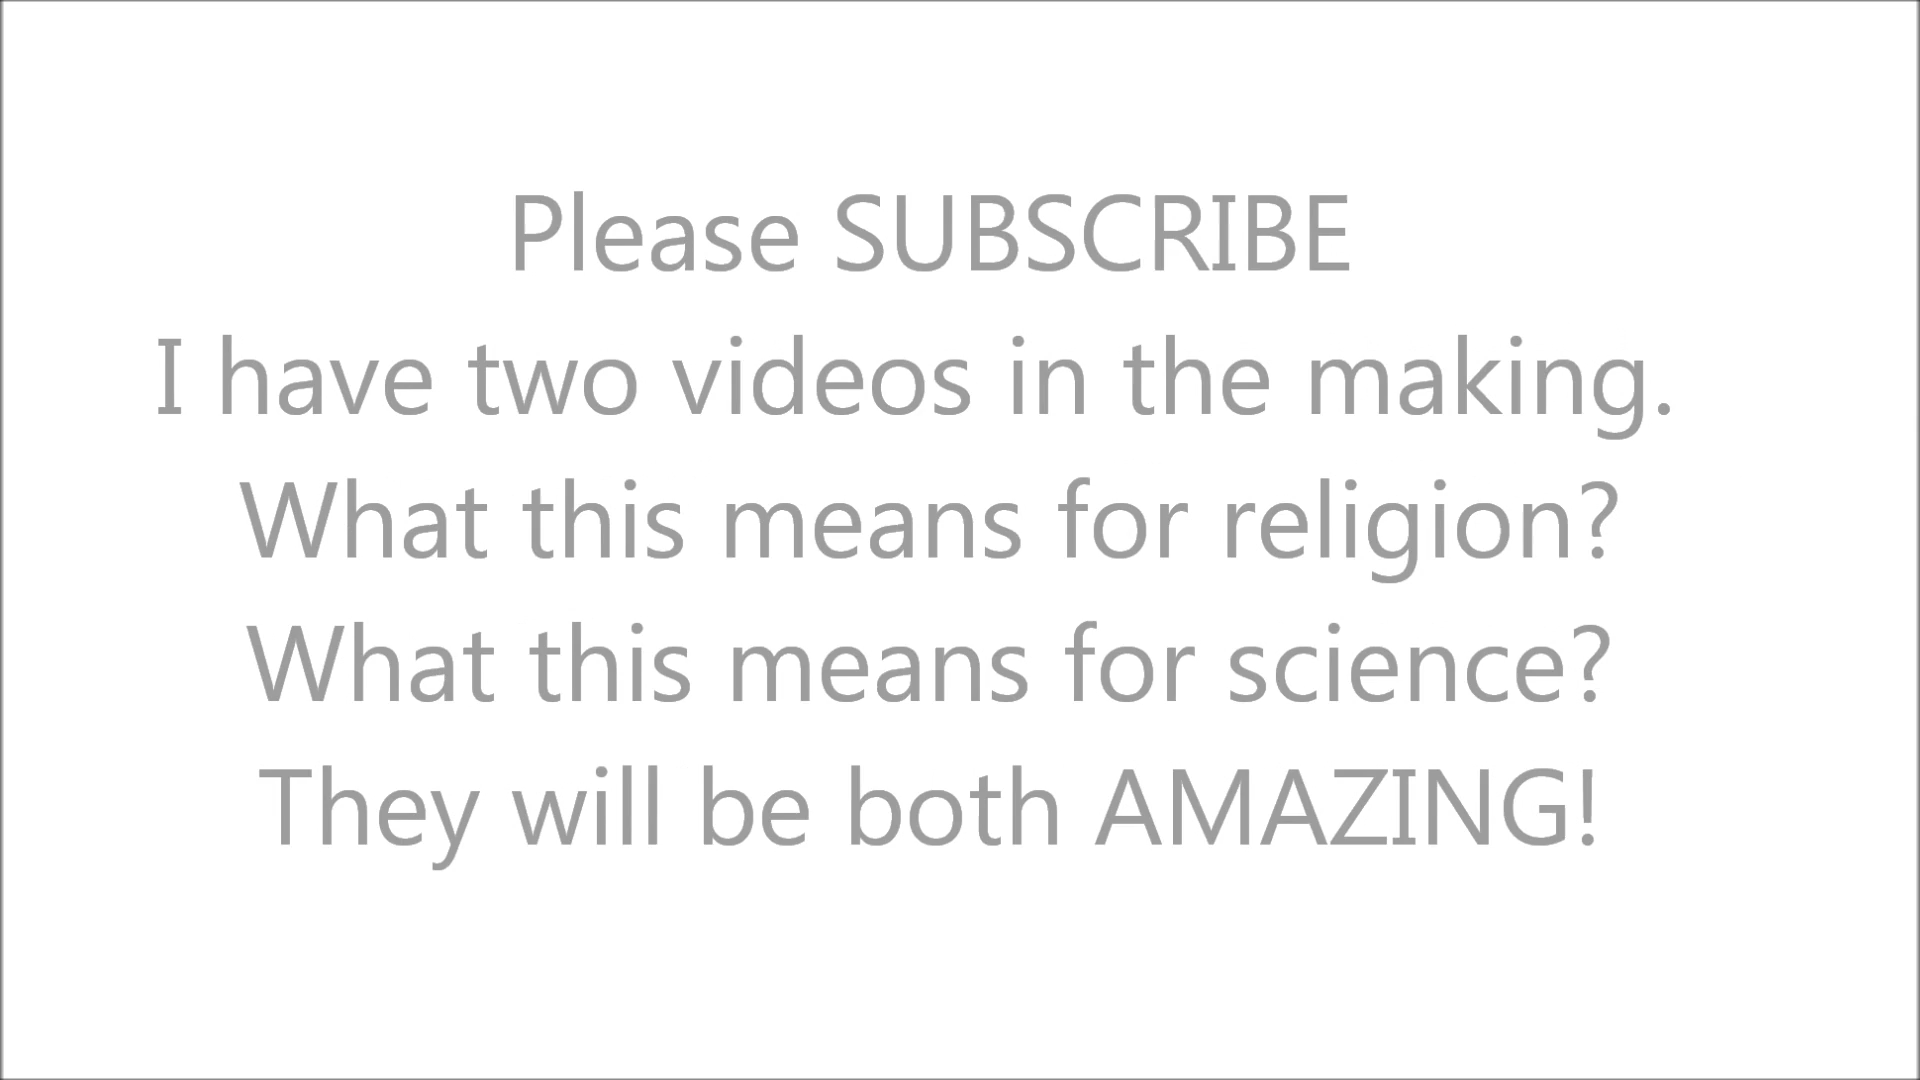 Please SUBSCRIBE
I have two videos in the making.
What this means for religion?
What this means for science?
They will be both AMAZING!